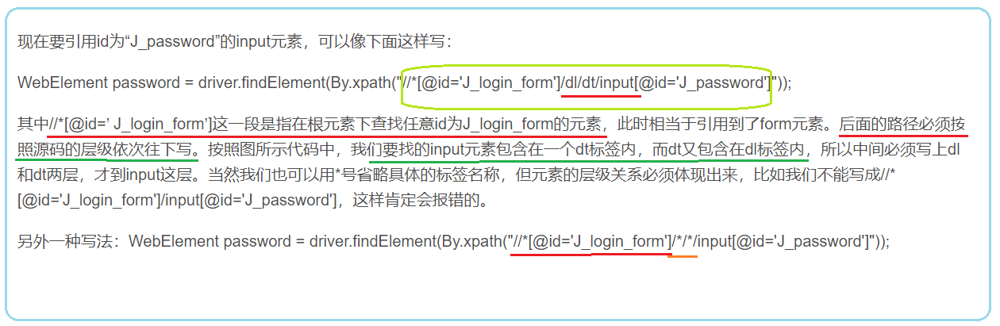 现在要引用id为“J_password”的input元素，可以像下面这样写：
WebElement password = driver.findElement(By.xpath("//*[@id='J_login_form']/dl/dt/input[@id='J_password']"));
其中//*[@id=’ J_login_form’]这一段是指在根元素下查找任意id为J_login_form的元素，此时相当于引用到了form元素。后面的路径必须按
照源码的层级依次往下写。按照图所示代码中，我们要找的input元素包含在一个dt标签内，而dt又包含在dl标签内，所以中间必须写上dl
和dt两层，才到input这层。当然我们也可以用*号省略具体的标签名称，但元素的层级关系必须体现出来，比如我们不能写成//*
[@id='J_login_form']/input[@id='J_password']，这样肯定会报错的。
另外一种写法：WebElement password = driver.findElement(By.xpath("//*[@id='J_login_form']/*/*/input[@id='J_password']"));